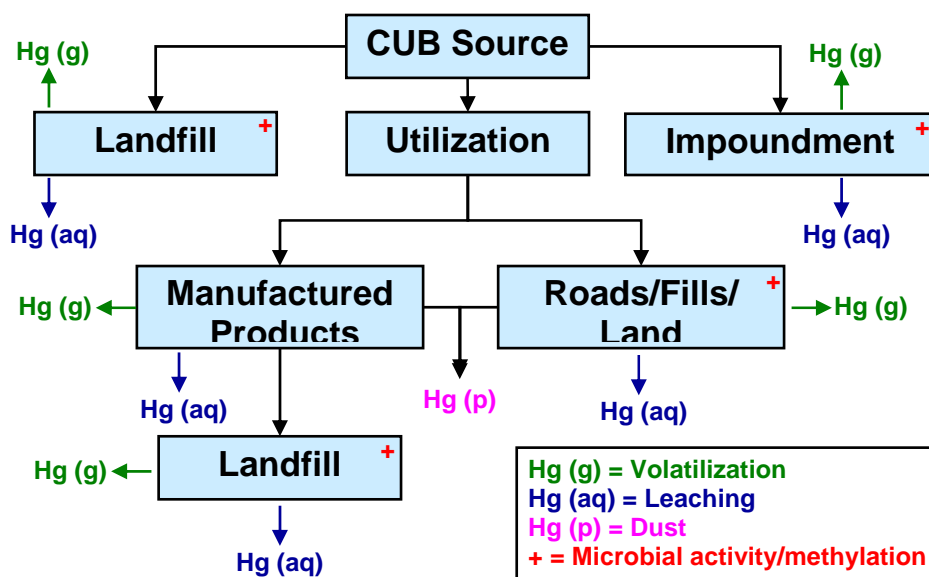 CUB Source
Hg (g)
Hg (g)
Landfill +
Utilization
Impoundment +
Hg (aq)
Hg (aq)
Manufactured
Products
Roads/Fills/ +
Land
Hg (g)
Hg (g)
Hg (p)
Hg (aq)
Hg (aq)
Landfill +
Hg (g)
Hg (aq)
Hg (g) = Volatilization
Hg (aq) = Leaching
Hg (p) = Dust
+ = Microbial activity/methylation